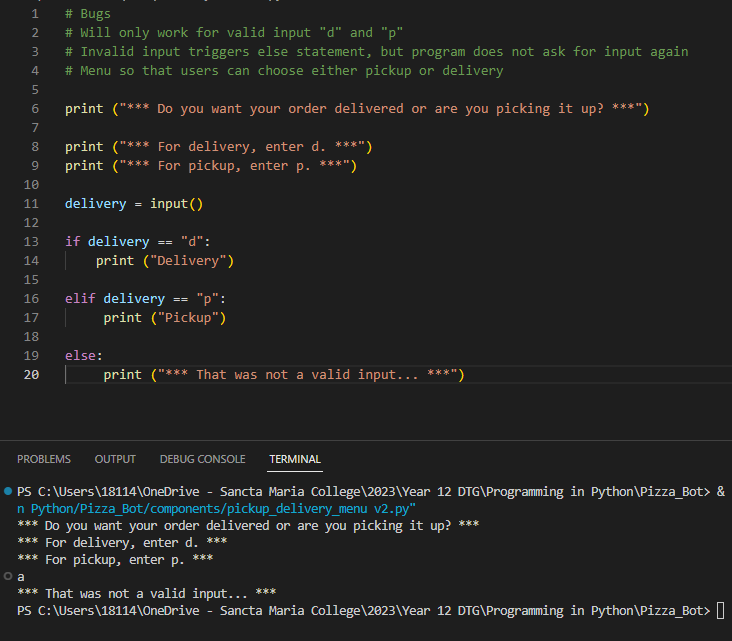 1 # Bugs
2 # Will only work for valid input "d" and "p"
3 # Invalid input triggers else statement, but program does not ask for input again
4 # Menu so that users can choose either pickup or delivery
5
6 print ("*** Do you want your order delivered or are you picking it up? ***")
7
8 print ("*** For delivery, enter d. ***")
9 print ("*** For pickup, enter p. ***")
10
11 delivery = input()
12
13 if delivery == "d":
14     print ("Delivery")
15
16 elif delivery == "p":
17      print ("Pickup")
18
19 else:
20      print ("*** That was not a valid input... ***")
PROBLEMS OUTPUT DEBUG CONSOLE TERMINAL
PS C:\Users\18114\OneDrive - Sancta Maria College\2023\Year 12 DTG\Programming in Python\Pizza_Bot> &
n Python/Pizza_Bot/components/pickup_delivery_menu v2.py"
*** Do you want your order delivered or are you picking it up? ***
*** For delivery, enter d. ***
*** For pickup, enter p. ***
a
*** That was not a valid input... ***
PS C:\Users\18114\OneDrive - Sancta Maria College\2023\Year 12 DTG\Programming in Python\Pizza_Bot>